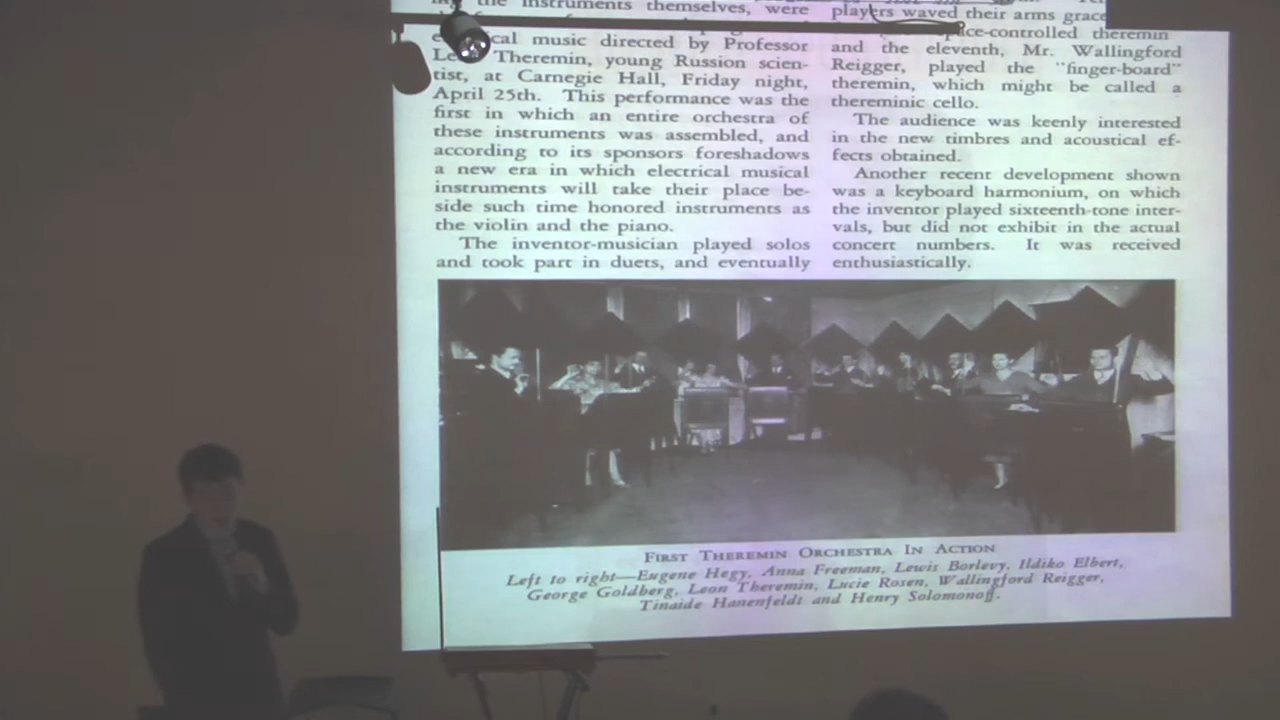 the instruments themselves, were
cal music directed by Professor
Theremin, young Russian scien-
tist, at Carnegie Hall, Friday night,
April 25th. This performance was the
first in which an entire orchestra of
these instruments was assembled, and
according to its sponsors foreshadows
a new era in which electrical musical
instruments will take their place be-
side such time honored instruments as
the violin and the piano.
The inventor-musician played solos
and took part in duets, and eventually
players waved their arms grace
ace-controlled theremin
and the eleventh, Mr. Wallingford
Reigger, played the "finger-board"
theremin, which might be called a
thereminic cello.
The audience was keenly interested
in the new timbres and acoustical ef-
fects obtained.
Another recent development shown
was a keyboard harmonium, on which
the inventor played sixteenth-tone inter-
vals, but did not exhibit in the actual
concert numbers. It was received
enthusiastically.
First Theremin Orchestra In Action
Left to right—Eugene Hegy, Anna Freeman, Lewis Borlevy, Ildiko Elbert,
George Goldberg, Leon Theremin, Lucie Rosen, Wallingford Reigger,
Tinaide Hanenfeldt and Henry Solomonoff.